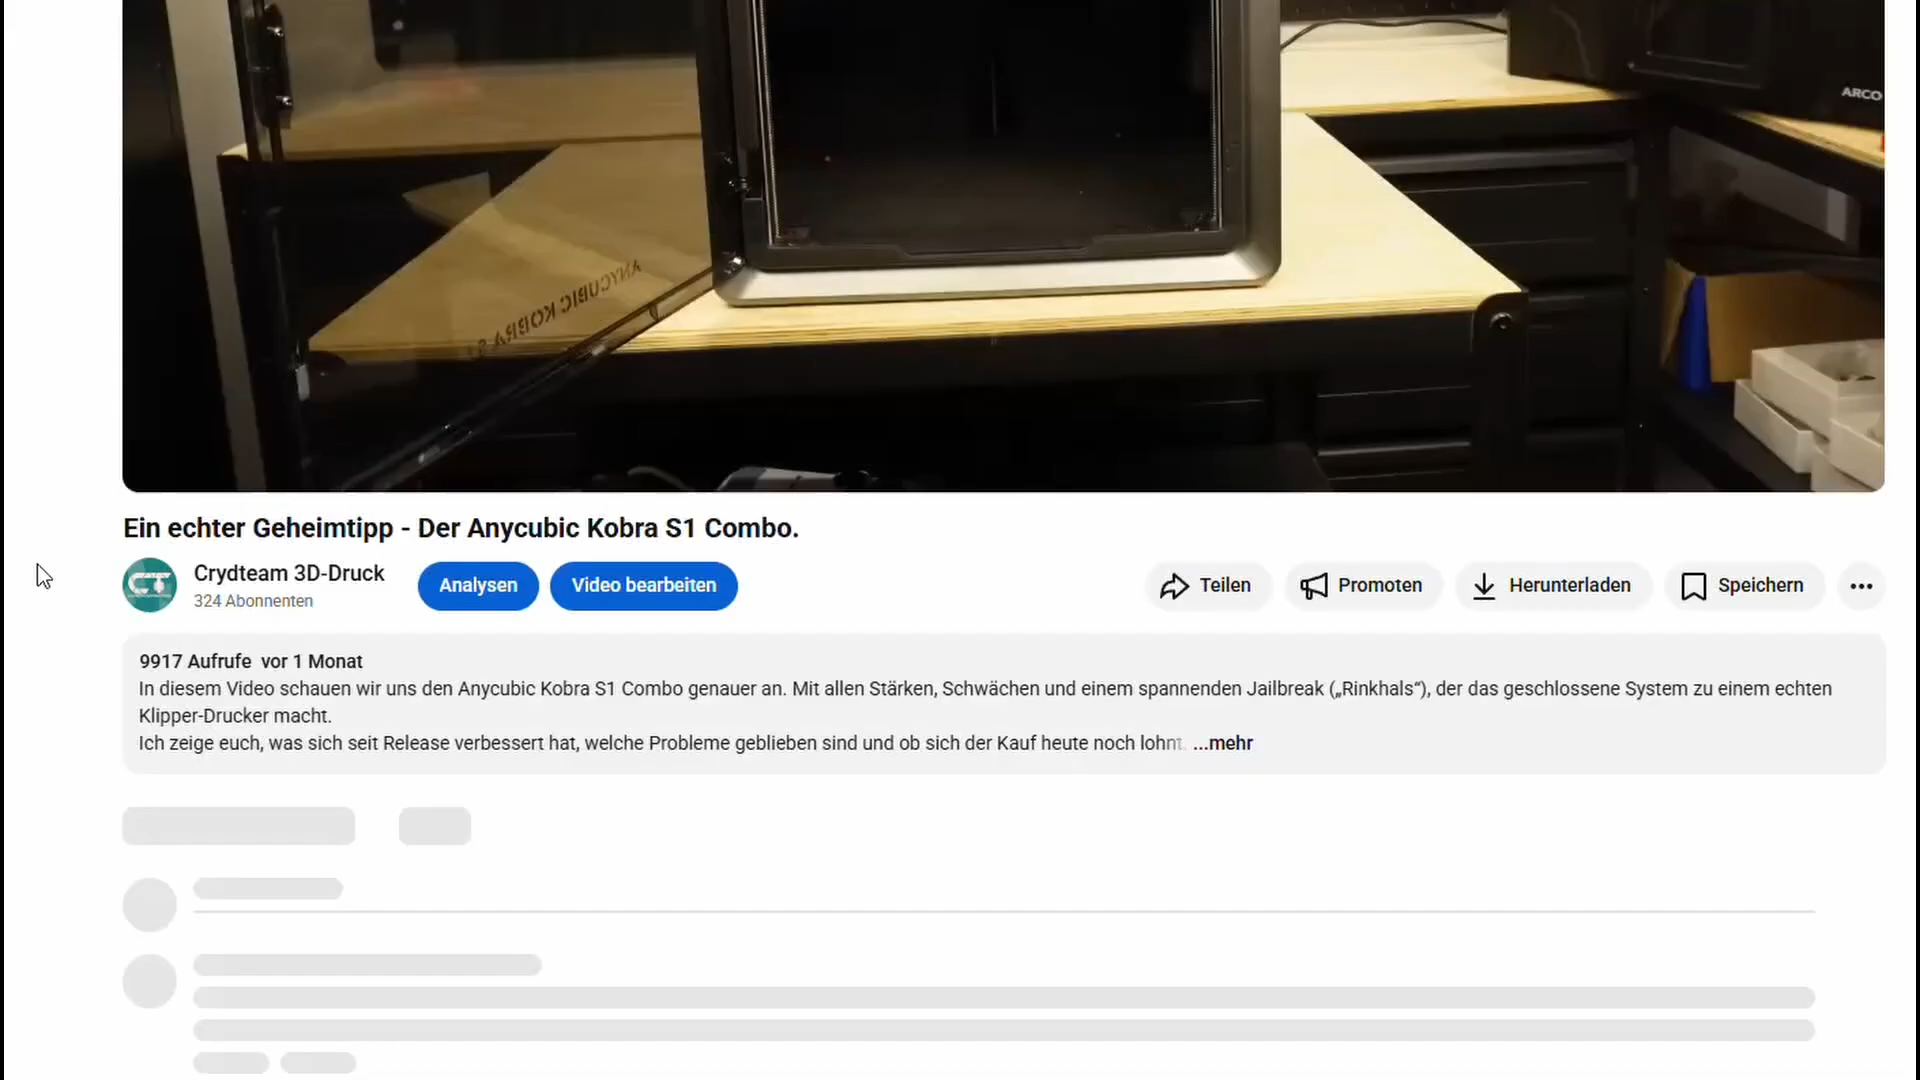 ARCO
ANYCUBIC KOBRA S1
Ein echter Geheimtipp - Der Anycubic Kobra S1 Combo.
CT
Crydteam 3D-Druck
324 Abonnenten
Analysen
Video bearbeiten
Teilen
Promoten
Herunterladen
Speichern
9917 Aufrufe vor 1 Monat
In diesem Video schauen wir uns den Anycubic Kobra S1 Combo genauer an. Mit allen Stärken, Schwächen und einem spannenden Jailbreak („Rinkhals“), der das geschlossene System zu einem echten
Klipper-Drucker macht.
Ich zeige euch, was sich seit Release verbessert hat, welche Probleme geblieben sind und ob sich der Kauf heute noch lohnt. ...mehr